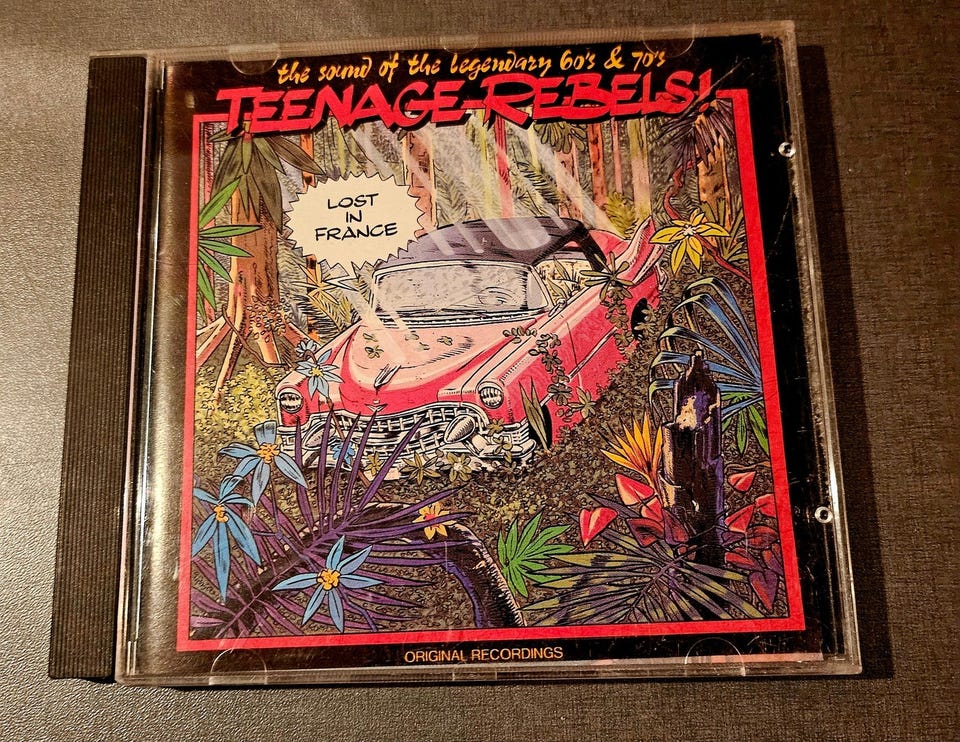 the sound of the legendary 60's & 70's
TEENAGE-REBELS!
LOST
IN
FRANCE
ORIGINAL RECORDINGS